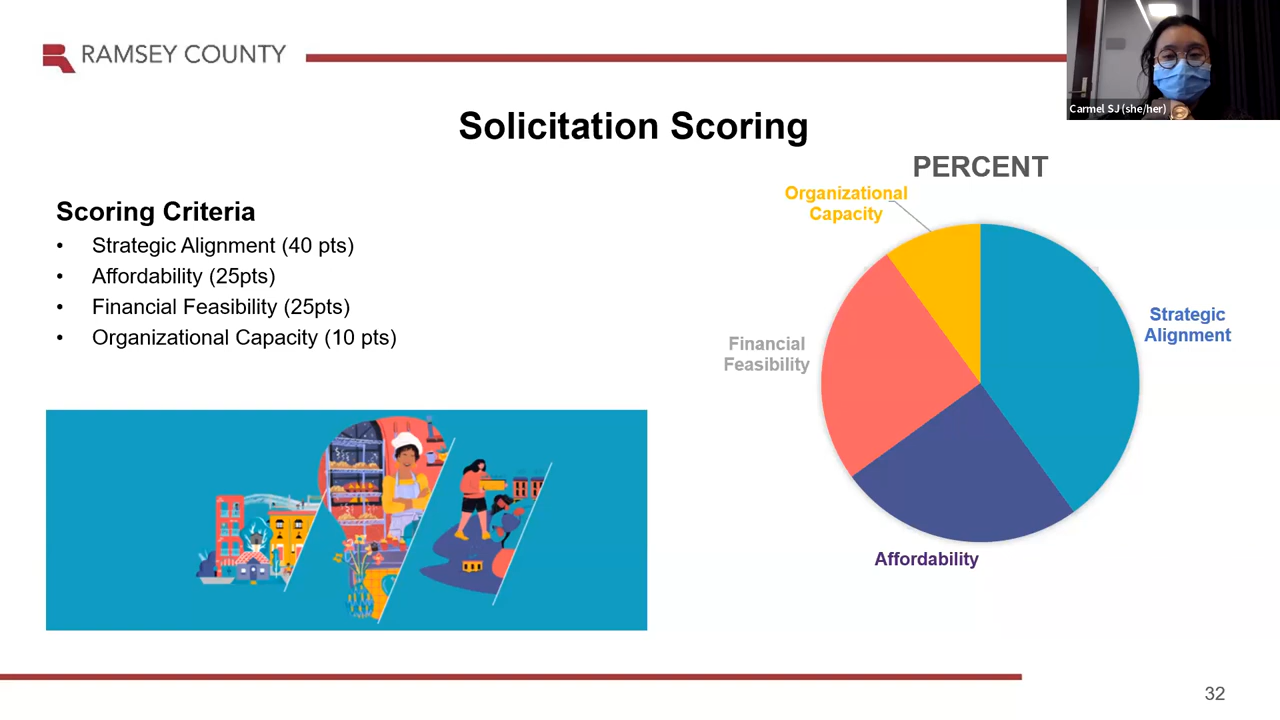 RAMSEY COUNTY
Carmel SJ (she/her)
Solicitation Scoring
Scoring Criteria
• Strategic Alignment (40 pts)
• Affordability (25pts)
• Financial Feasibility (25pts)
• Organizational Capacity (10 pts)
PERCENT
Organizational
Capacity
Strategic
Alignment
Financial
Feasibility
Affordability
32